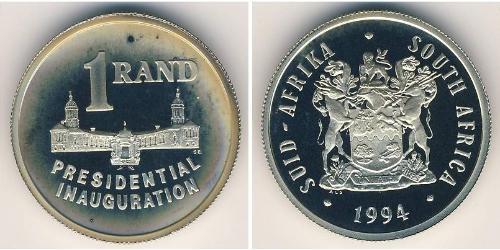 1 RAND
PRESIDENTIAL
INAUGURATION
SUID - AFRIKA
SOUTH AFRICA
· 1994 ·